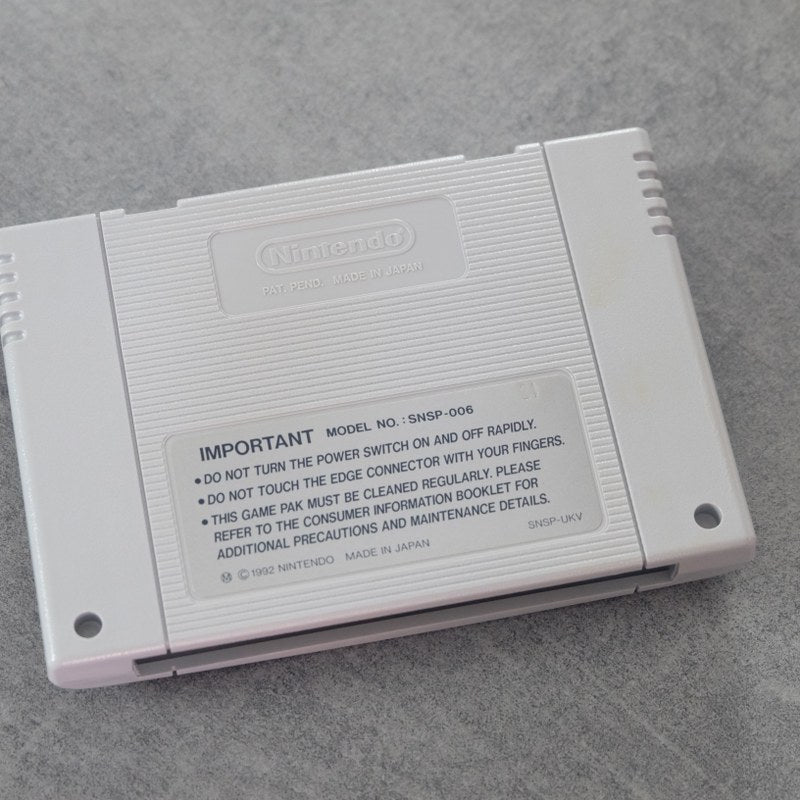 Nintendo
PAT. PEND. MADE IN JAPAN
IMPORTANT MODEL NO.: SNSP-006
• DO NOT TURN THE POWER SWITCH ON AND OFF RAPIDLY.
• DO NOT TOUCH THE EDGE CONNECTOR WITH YOUR FINGERS.
• THIS GAME PAK MUST BE CLEANED REGULARLY. PLEASE
REFER TO THE CONSUMER INFORMATION BOOKLET FOR
ADDITIONAL PRECAUTIONS AND MAINTENANCE DETAILS.
Ⓜ © 1992 NINTENDO MADE IN JAPAN
SNSP-UKV